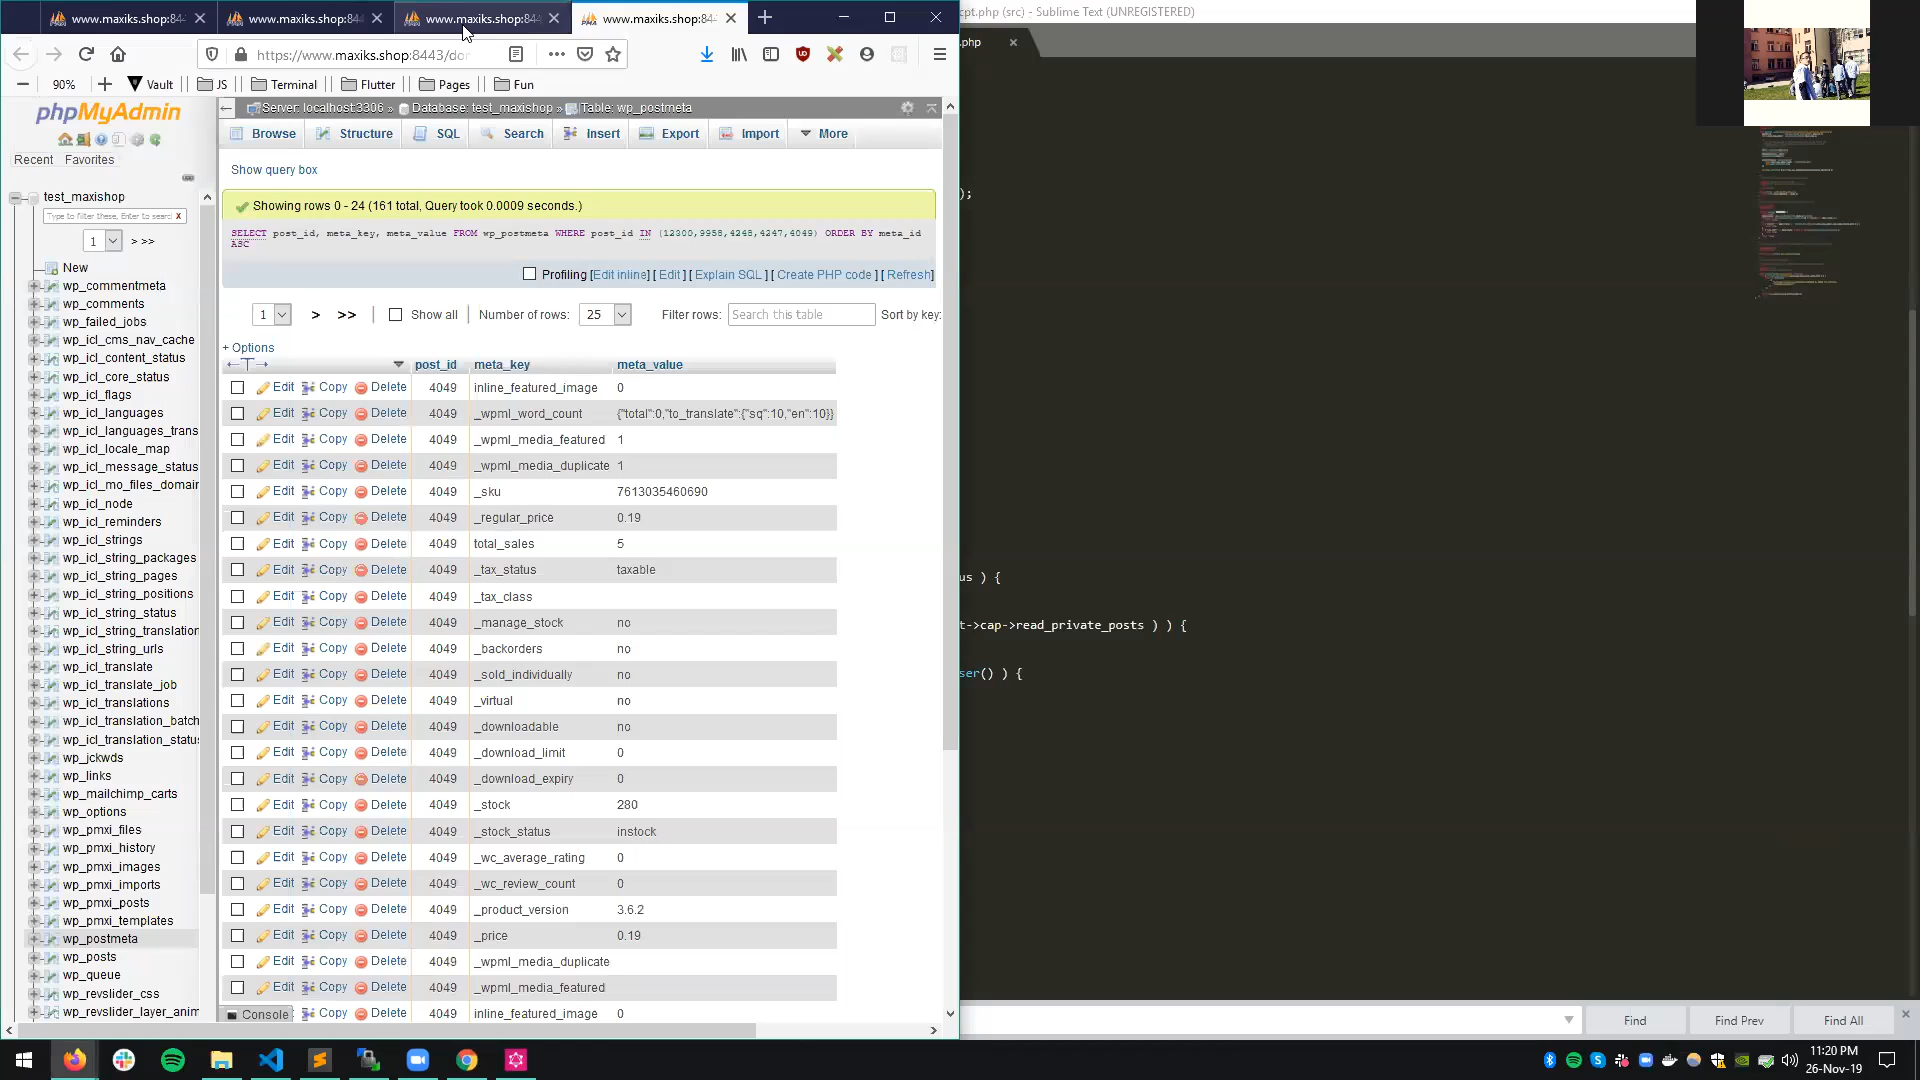 www.maxiks.shop:844
www.maxiks.shop:84
www.maxiks.shop:844
www.maxiks.shop:84
cpt.php (src) - Sublime Text (UNREGISTERED)
.php
https://www.maxiks.shop:8443/do
90%
Vault
JS
Terminal
Flutter
Pages
Fun
phpMyAdmin
Recent Favorites
Server: localhost:3306 » Database: test_maxishop » Table: wp_postmeta
Browse Structure SQL Search Insert Export Import More
Show query box
Showing rows 0 - 24 (161 total, Query took 0.0009 seconds.)
SELECT post_id, meta_key, meta_value FROM wp_postmeta WHERE post_id IN (12300,9958,4248,4247,4049) ORDER BY meta_id
ASC
Profiling [Edit inline] [ Edit ] [ Explain SQL ] [ Create PHP code ] [ Refresh]
1 > >> Show all Number of rows: 25 Filter rows: Search this table Sort by key:
+ Options
post_id meta_key meta_value
Edit Copy Delete 4049 inline_featured_image 0
Edit Copy Delete 4049 _wpml_word_count {"total":0,"to_translate":{"sq":10,"en":10}}
Edit Copy Delete 4049 _wpml_media_featured 1
Edit Copy Delete 4049 _wpml_media_duplicate 1
Edit Copy Delete 4049 _sku 7613035460690
Edit Copy Delete 4049 _regular_price 0.19
Edit Copy Delete 4049 total_sales 5
Edit Copy Delete 4049 _tax_status taxable
Edit Copy Delete 4049 _tax_class
Edit Copy Delete 4049 _manage_stock no
Edit Copy Delete 4049 _backorders no
Edit Copy Delete 4049 _sold_individually no
Edit Copy Delete 4049 _virtual no
Edit Copy Delete 4049 _downloadable no
Edit Copy Delete 4049 _download_limit 0
Edit Copy Delete 4049 _download_expiry 0
Edit Copy Delete 4049 _stock 280
Edit Copy Delete 4049 _stock_status instock
Edit Copy Delete 4049 _wc_average_rating 0
Edit Copy Delete 4049 _wc_review_count 0
Edit Copy Delete 4049 _product_version 3.6.2
Edit Copy Delete 4049 _price 0.19
Edit Copy Delete 4049 _wpml_media_duplicate
Edit Copy Delete 4049 _wpml_media_featured
Console Copy Delete 4049 inline_featured_image 0
test_maxishop
Type to filter these, Enter to search X
1 > >>
New
wp_commentmeta
wp_comments
wp_failed_jobs
wp_icl_cms_nav_cache
wp_icl_content_status
wp_icl_core_status
wp_icl_flags
wp_icl_languages
wp_icl_languages_trans
wp_icl_locale_map
wp_icl_message_status
wp_icl_mo_files_domain
wp_icl_node
wp_icl_reminders
wp_icl_strings
wp_icl_string_packages
wp_icl_string_pages
wp_icl_string_positions
wp_icl_string_status
wp_icl_string_translation
wp_icl_string_urls
wp_icl_translate
wp_icl_translate_job
wp_icl_translations
wp_icl_translation_batch
wp_icl_translation_status
wp_jckwds
wp_links
wp_mailchimp_carts
wp_options
wp_pmxi_files
wp_pmxi_history
wp_pmxi_images
wp_pmxi_imports
wp_pmxi_posts
wp_pmxi_templates
wp_postmeta
wp_posts
wp_queue
wp_revslider_css
wp_revslider_layer_anim
);
us ) {
t->cap->read_private_posts ) ) {
ser() ) {
Find Find Prev Find All
11:20 PM
26-Nov-19